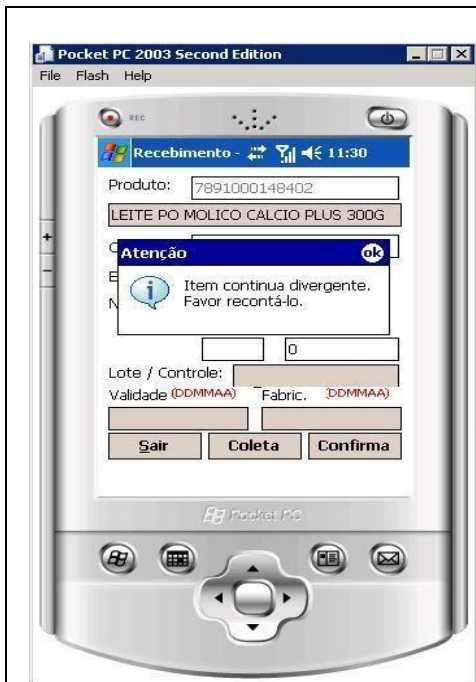 Pocket PC 2003 Second Edition
File Flash Help
REC
Recebimento - 11:30
Produto: 7891000148402
LEITE PO MOLICO CALCIO PLUS 300G
Atenção ok
Item continua divergente.
Favor recontá-lo.
0
Lote / Controle:
Validade (DDMMAA) Fabric. (DDMMAA)
Sair Coleta Confirma
Pocket PC